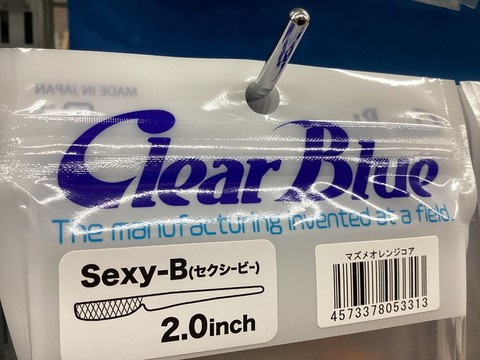 MADE IN JAPAN
Clear Blue
The manufacturing invented at a field.
Sexy-B(セクシービー)
2.0inch
マズメオレンジコア
4573378053313